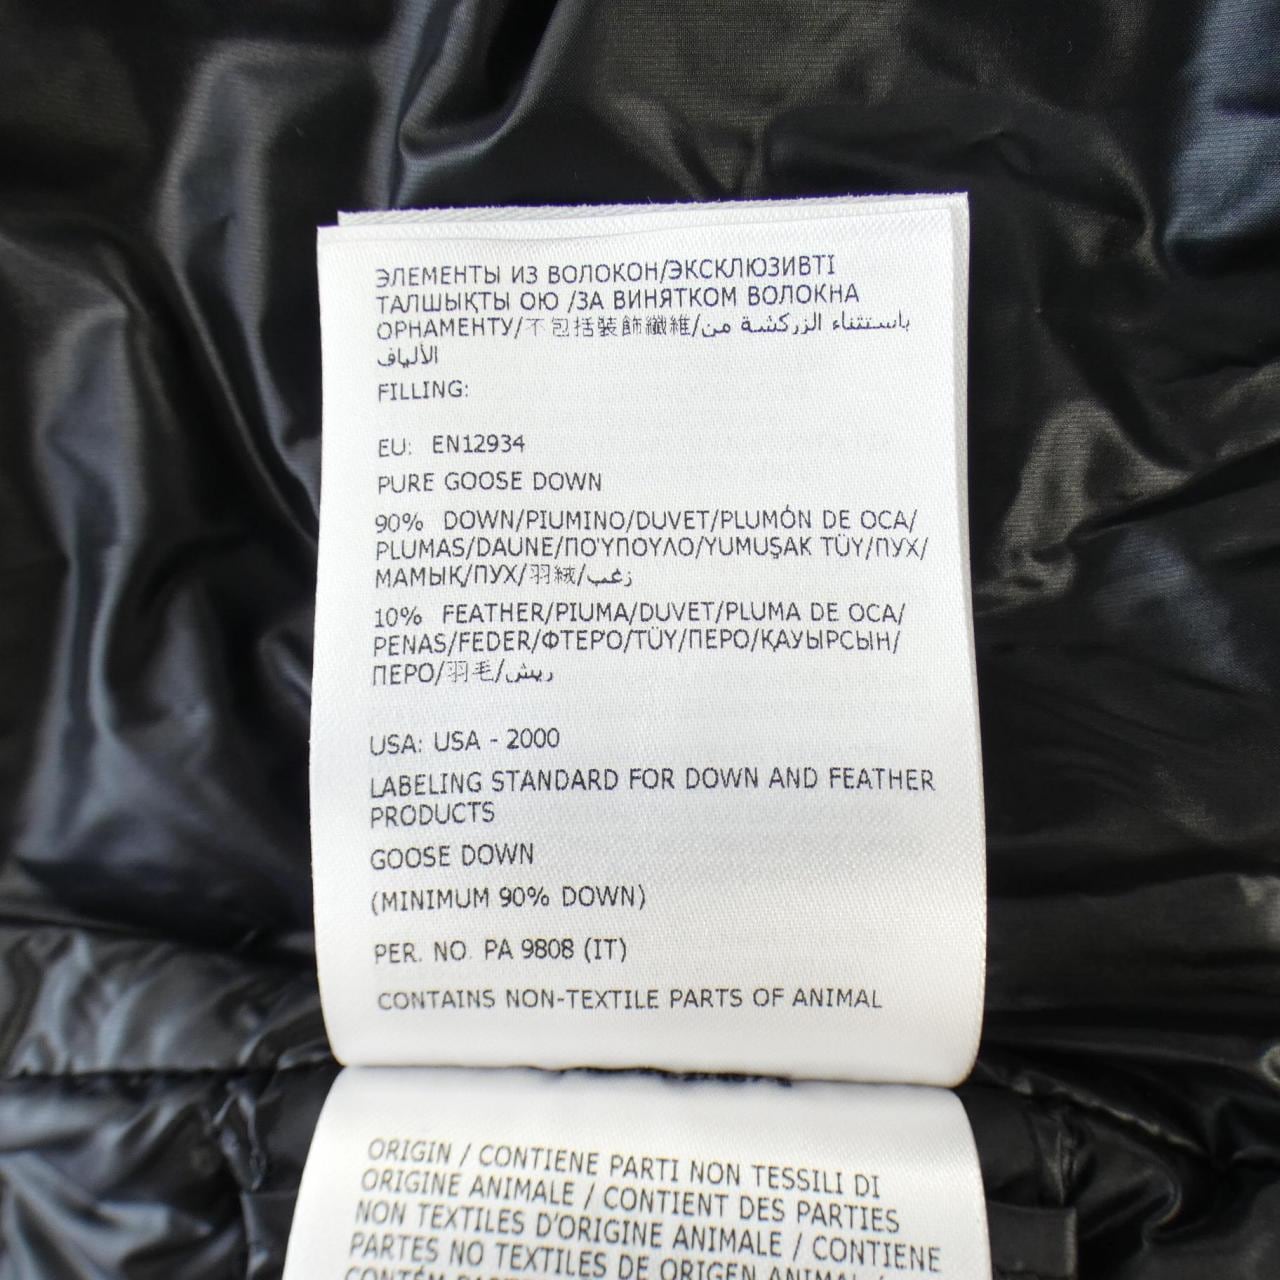 ЭЛЕМЕНТЫ ИЗ ВОЛОКОН/ЭКСКЛЮЗИВТІ
ТАЛШЫҚТЫ ОЮ /ЗА ВИНЯТКОМ ВОЛОКНА
ОРНАМЕНТУ/不包括裝飾纖維/باستثناء الزركشة من
الألياف
FILLING:
EU: EN12934
PURE GOOSE DOWN
90% DOWN/PIUMINO/DUVET/PLUMÓN DE OCA/
PLUMAS/DAUNE/ΠΟΎΠΟΥΛΟ/YUMUŞAK TÜY/ПУХ/
МАМЫҚ/ПУХ/羽絨/زغب
10% FEATHER/PIUMA/DUVET/PLUMA DE OCA/
PENAS/FEDER/ΦΤΕΡΌ/TÜY/ПЕРО/ҚАУЫРСЫН/
ПЕРО/羽毛/ريش
USA: USA - 2000
LABELING STANDARD FOR DOWN AND FEATHER
PRODUCTS
GOOSE DOWN
(MINIMUM 90% DOWN)
PER. NO. PA 9808 (IT)
CONTAINS NON-TEXTILE PARTS OF ANIMAL
ORIGIN / CONTIENE PARTI NON TESSILI DI
ORIGINE ANIMALE / CONTIENT DES PARTIES
NON TEXTILES D'ORIGINE ANIMALE / CONTIENE
PARTES NO TEXTILES DE ORIGEN ANIMAL /
CONTÉM